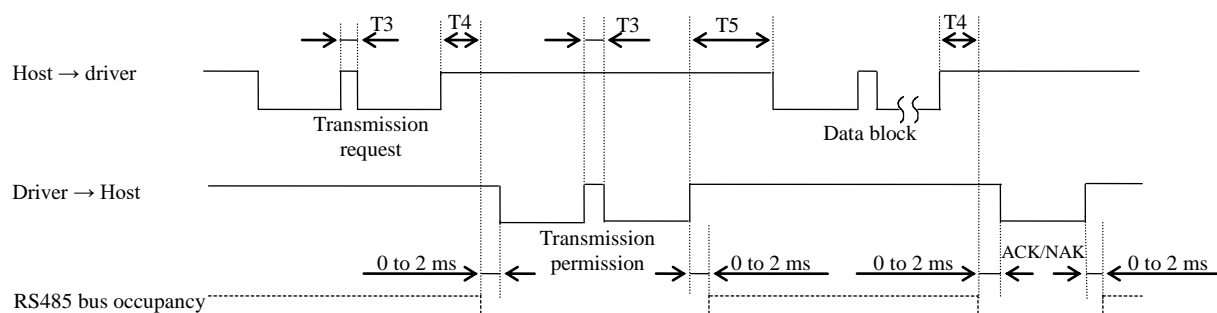 T3 T4 T3 T5 T4
Host → driver
Transmission
request
Data block
Driver → Host
Transmission
permission
ACK/NAK
0 to 2 ms 0 to 2 ms 0 to 2 ms 0 to 2 ms
RS485 bus occupancy